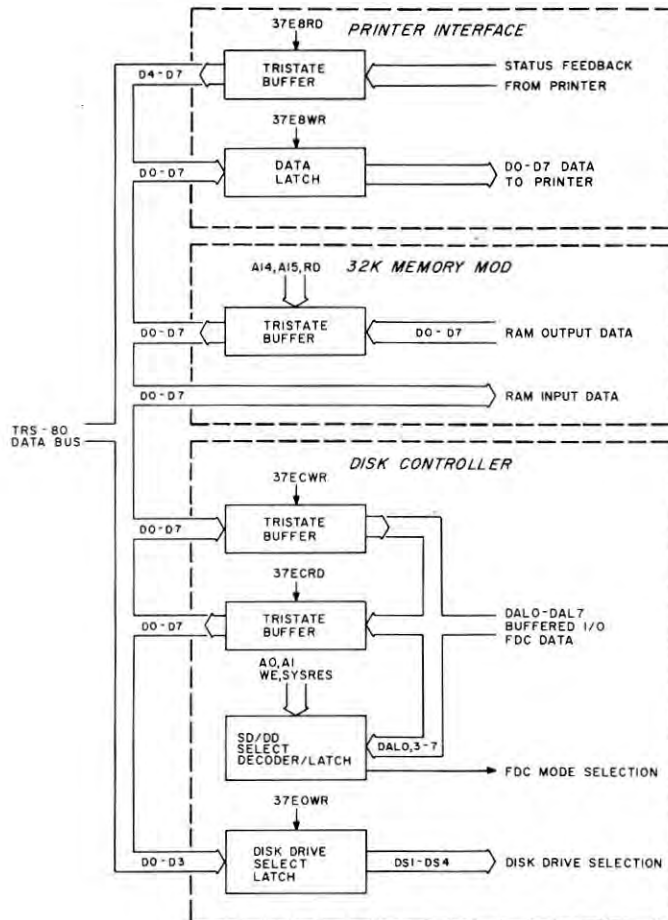 37E8RD
PRINTER INTERFACE
D4-D7
TRISTATE
BUFFER
STATUS FEEDBACK
FROM PRINTER
37E8WR
D0-D7
DATA
LATCH
D0-D7 DATA
TO PRINTER
A14,A15,RD
32K MEMORY MOD
D0-D7
TRISTATE
BUFFER
D0-D7
RAM OUTPUT DATA
D0-D7
RAM INPUT DATA
TRS-80
DATA BUS
DISK CONTROLLER
37ECWR
D0-D7
TRISTATE
BUFFER
37ECRD
D0-D7
TRISTATE
BUFFER
DAL0-DAL7
BUFFERED I/O
FDC DATA
A0,A1
WE,SYSRES
SD/DD
SELECT
DECODER/LATCH
DAL0,3-7
FDC MODE SELECTION
37E0WR
D0-D3
DISK DRIVE
SELECT
LATCH
DS1-DS4
DISK DRIVE SELECTION